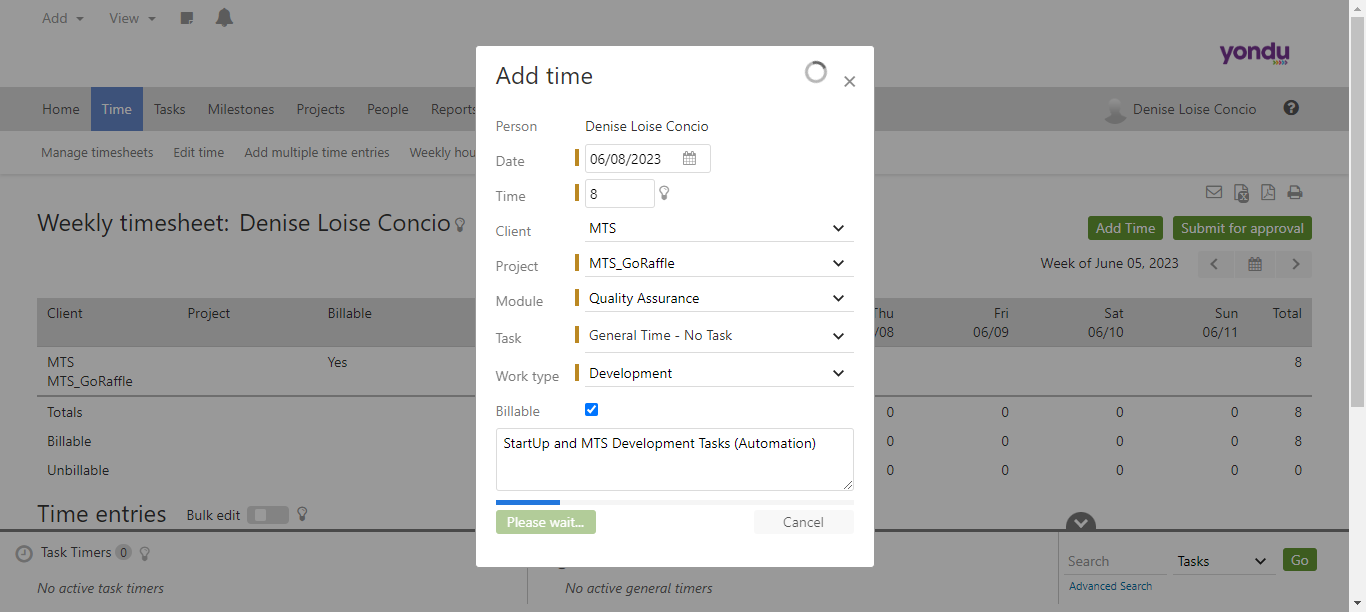 Add View
yondu
Home Time Tasks Milestones Projects People Reports
Denise Loise Concio
Manage timesheets Edit time Add multiple time entries Weekly hou
Weekly timesheet: Denise Loise Concio
Add Time Submit for approval
Week of June 05, 2023
Client Project Billable
Thu Fri Sat Sun Total
/08 06/09 06/10 06/11
MTS Yes 8
MTS_GoRaffle
Totals 0 0 0 0 8
Billable 0 0 0 0 8
Unbillable 0 0 0 0 0
Time entries Bulk edit
Task Timers 0
No active task timers
No active general timers
Search Tasks Go
Advanced Search
Add time
Person Denise Loise Concio
Date 06/08/2023
Time 8
Client MTS
Project MTS_GoRaffle
Module Quality Assurance
Task General Time - No Task
Work type Development
Billable
StartUp and MTS Development Tasks (Automation)
Please wait... Cancel